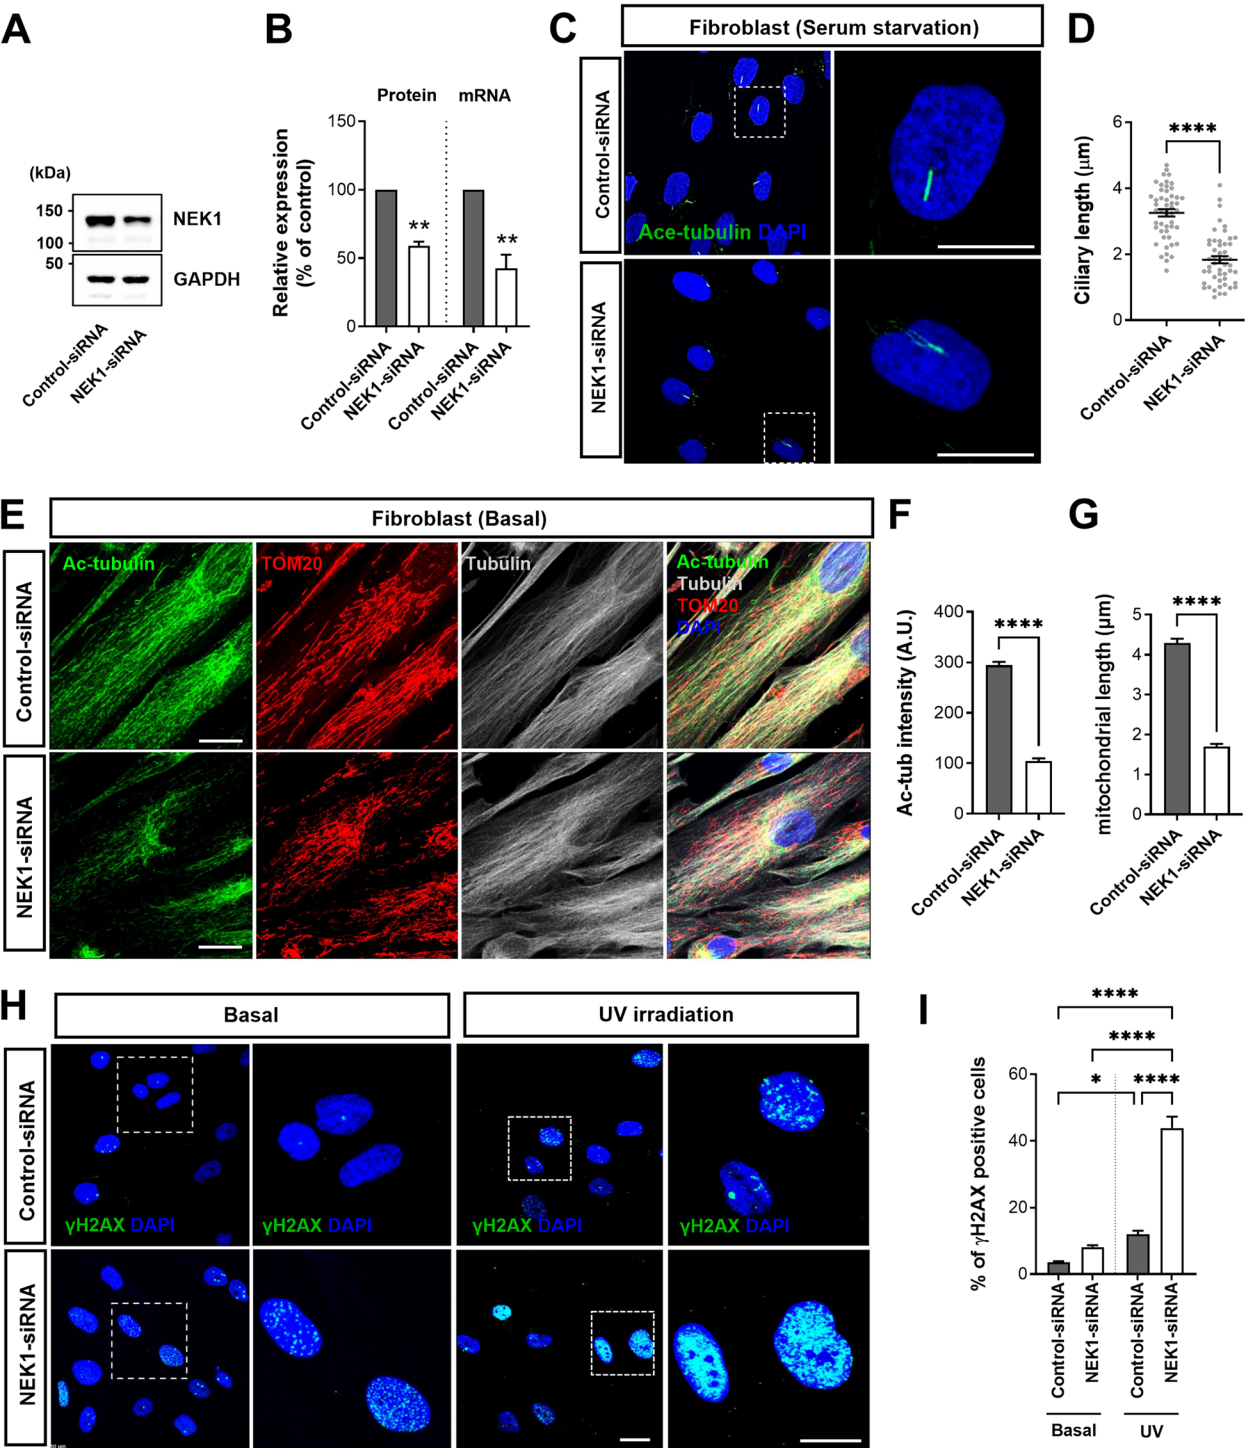 A
(kDa)
150
100
50
NEK1
GAPDH
Control-siRNA
NEK1-siRNA
B
Protein
mRNA
Relative expression
(% of control)
150
100
50
0
**
**
Control-siRNA
NEK1-siRNA
Control-siRNA
NEK1-siRNA
C
Fibroblast (Serum starvation)
Control-siRNA
Ace-tubulin DAPI
NEK1-siRNA
D
Ciliary length (μm)
6
4
2
0
****
Control-siRNA
NEK1-siRNA
E
Fibroblast (Basal)
Control-siRNA
Ac-tubulin
TOM20
Tubulin
Ac-tubulin
Tubulin
TOM20
DAPI
NEK1-siRNA
F
Ac-tub intensity (A.U.)
400
300
200
100
0
****
Control-siRNA
NEK1-siRNA
G
mitochondrial length (μm)
5
4
3
2
1
0
****
Control-siRNA
NEK1-siRNA
H
Basal
UV irradiation
Control-siRNA
γH2AX DAPI
γH2AX DAPI
γH2AX DAPI
γH2AX DAPI
NEK1-siRNA
I
% of γH2AX positive cells
60
40
20
0
****
****
*
****
Control-siRNA
NEK1-siRNA
Control-siRNA
NEK1-siRNA
Basal
UV